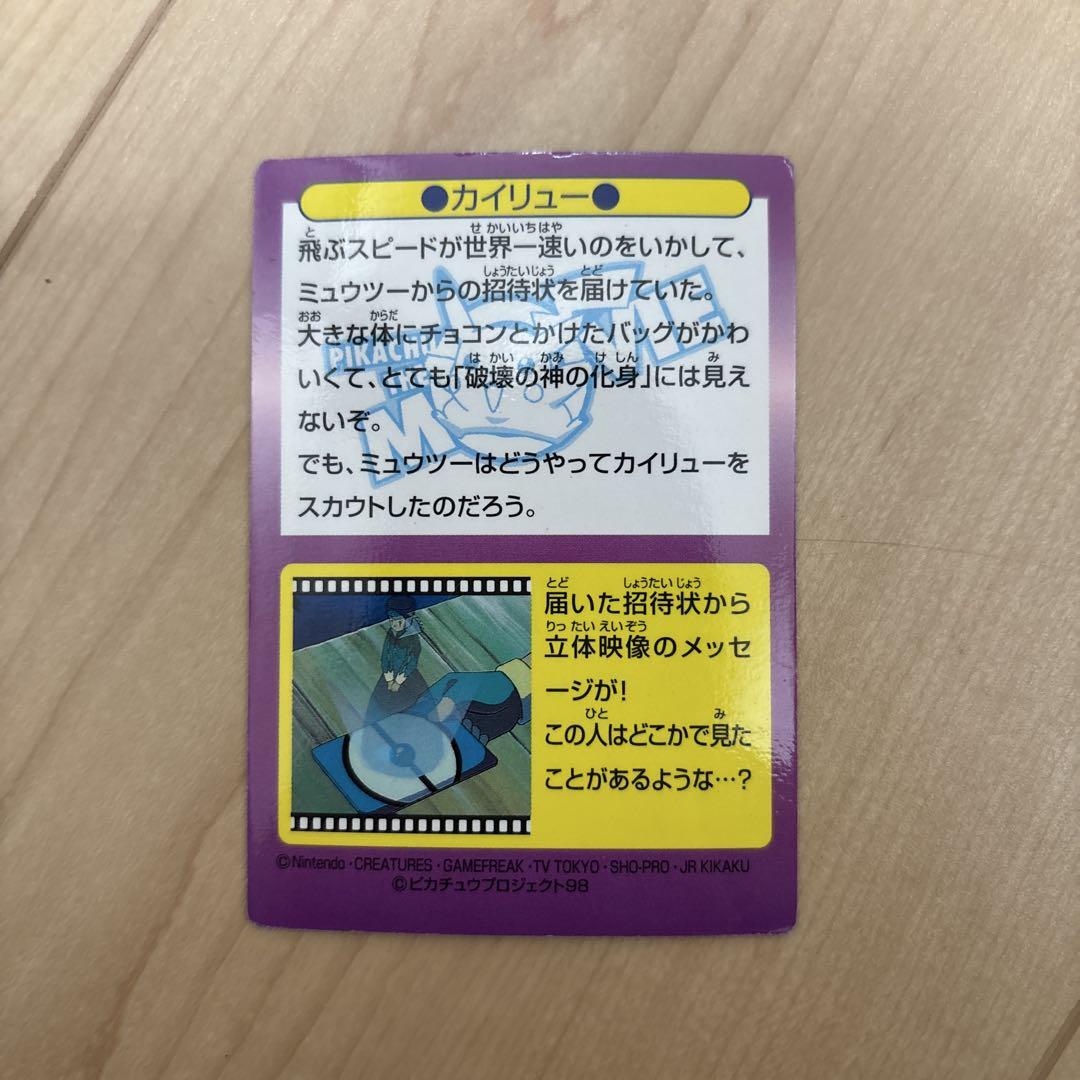 ●カイリュー●
飛ぶスピードが世界一速いのをいかして、
ミュウツーからの招待状を届けていた。
大きな体にチョコンとかけたバッグがかわ
いくて、とても「破壊の神の化身」には見え
ないぞ。
でも、ミュウツーはどうやってカイリューを
スカウトしたのだろう。
届いた招待状から
立体映像のメッセ
ージが!
この人はどこかで見た
ことがあるような…?
©Nintendo・CREATURES・GAMEFREAK・TV TOKYO・SHO-PRO・JR KIKAKU
©ピカチュウプロジェクト98